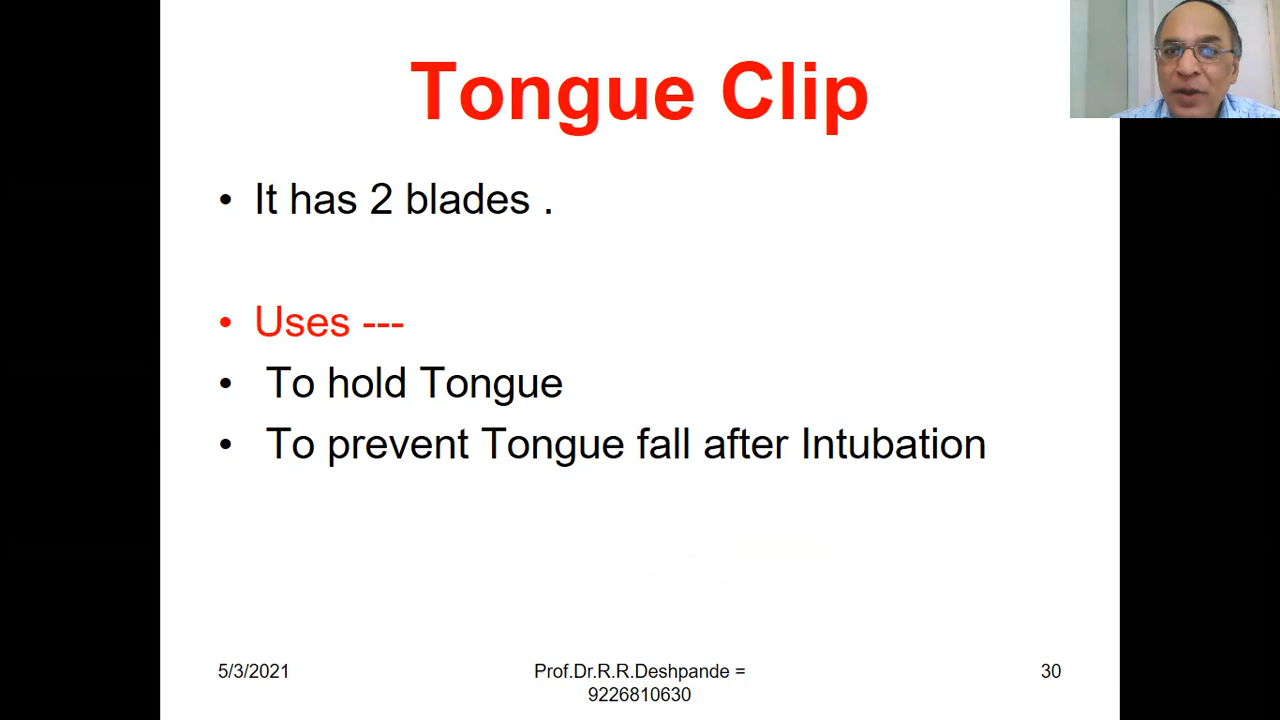 Tongue Clip
• It has 2 blades .
• Uses ---
• To hold Tongue
• To prevent Tongue fall after Intubation
5/3/2021
Prof.Dr.R.R.Deshpande =
9226810630
30